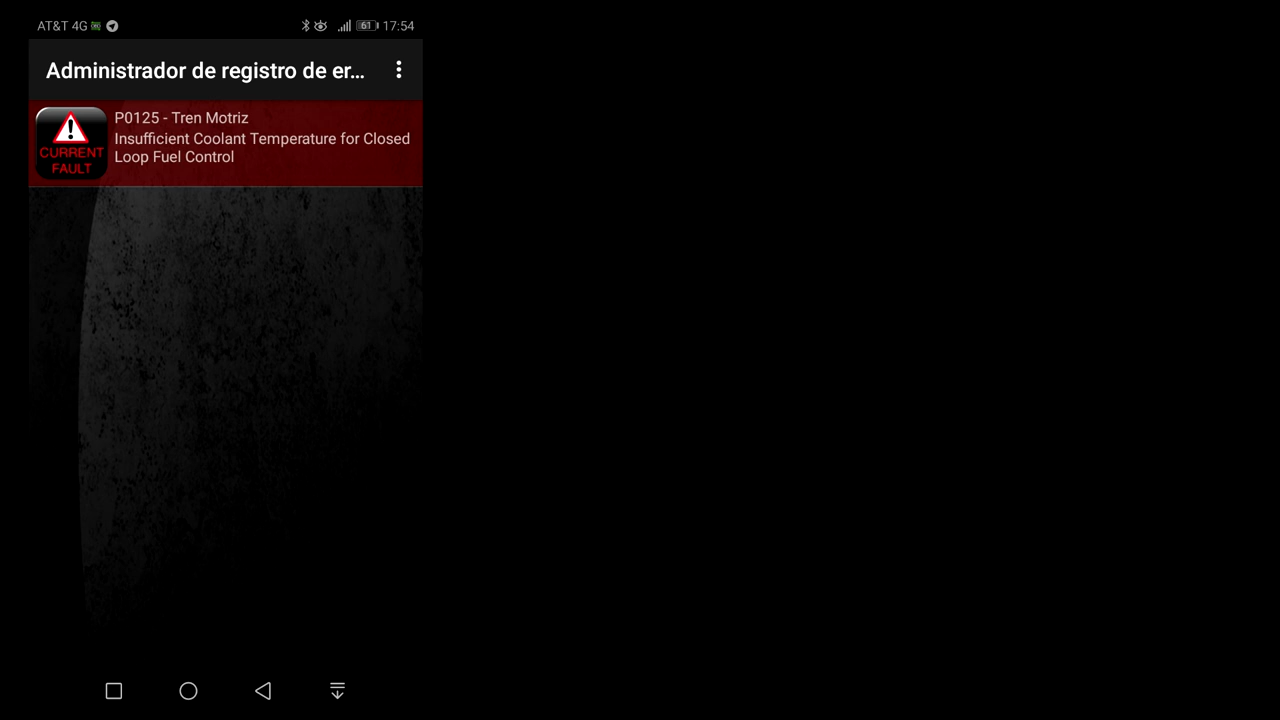 AT&T 4G
61 17:54
Administrador de registro de er...
P0125 - Tren Motriz
Insufficient Coolant Temperature for Closed
Loop Fuel Control
CURRENT
FAULT